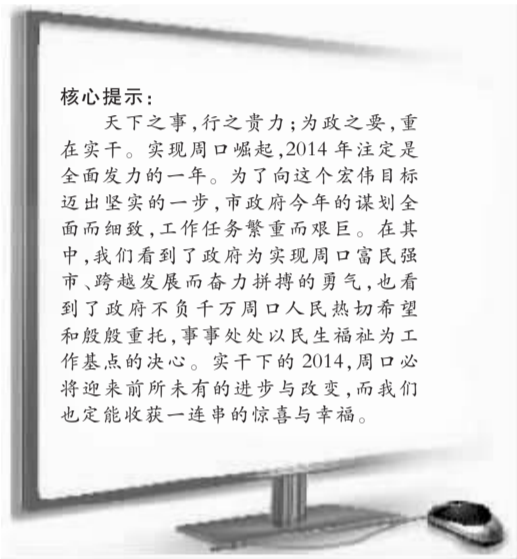 核心提示：
天下之事，行之贵力；为政之要，重
在实干。实现周口崛起，2014 年注定是
全面发力的一年。为了向这个宏伟目标
迈出坚实的一步，市政府今年的谋划全
面而细致，工作任务繁重而艰巨。在其
中，我们看到了政府为实现周口富民强
市、跨越发展而奋力拼搏的勇气，也看
到了政府不负千万周口人民热切希望
和殷殷重托，事事处处以民生福祉为工
作基点的决心。实干下的 2014，周口必
将迎来前所未有的进步与改变，而我们
也定能收获一连串的惊喜与幸福。